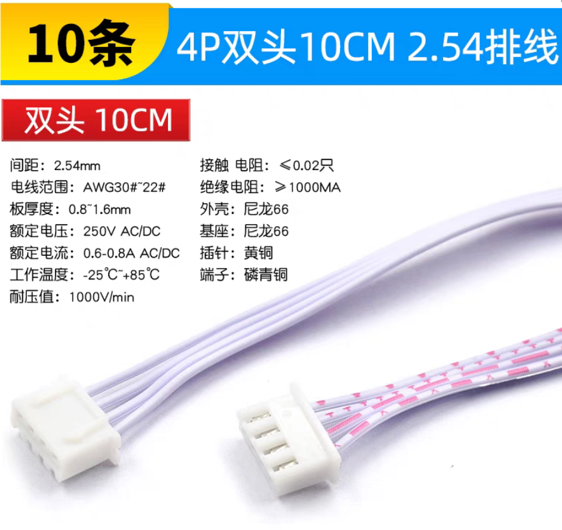 10条
4P双头10CM 2.54排线
双头 10CM
间距：2.54mm
电线范围：AWG30#~22#
板厚度：0.8~1.6mm
额定电压：250V AC/DC
额定电流：0.6-0.8A AC/DC
工作温度：-25℃~+85℃
耐压值：1000V/min
接触 电阻：≤0.02只
绝缘电阻：≥1000MA
外壳：尼龙66
基座：尼龙66
插针：黄铜
端子：磷青铜